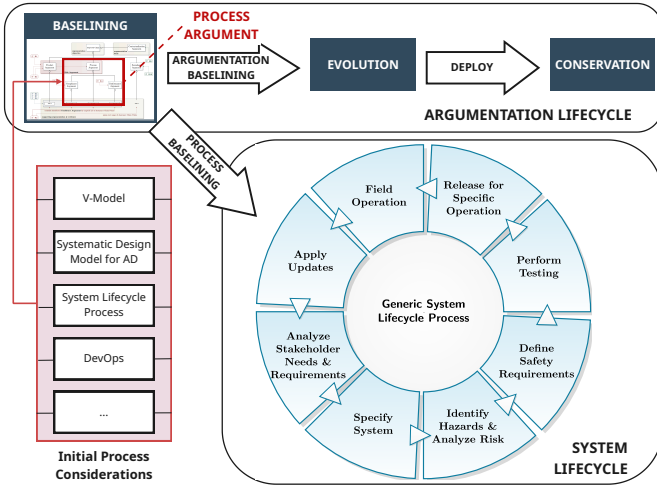 BASELINING
PROCESS
ARGUMENT
ARGUMENTATION
BASELINING
EVOLUTION
DEPLOY
CONSERVATION
ARGUMENTATION LIFECYCLE
PROCESS
BASELINING
V-Model
Systematic Design
Model for AD
System Lifecycle
Process
DevOps
...
Initial Process
Considerations
Field
Operation
Release for
Specific
Operation
Apply
Updates
Perform
Testing
Generic System
Lifecycle Process
Analyze
Stakeholder
Needs &
Requirements
Define
Safety
Requirements
Specify
System
Identify
Hazards &
Analyze Risk
SYSTEM
LIFECYCLE